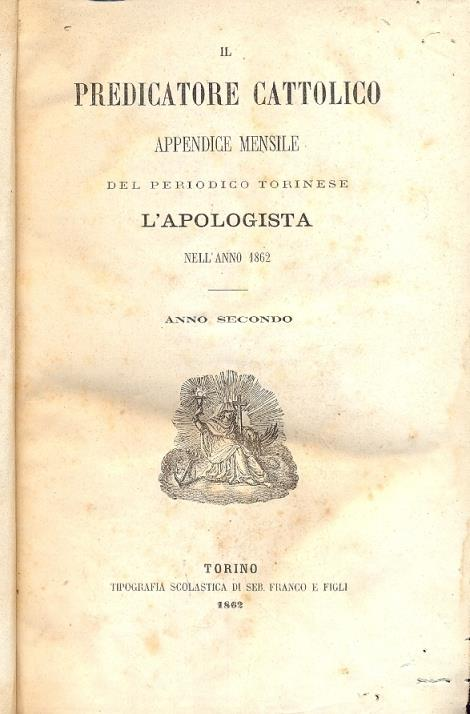 IL
PREDICATORE CATTOLICO
APPENDICE MENSILE
DEL PERIODICO TORINESE
L'APOLOGISTA
NELL'ANNO 1862
ANNO SECONDO
TORINO
TIPOGRAFIA SCOLASTICA DI SEB. FRANCO E FIGLI
1862